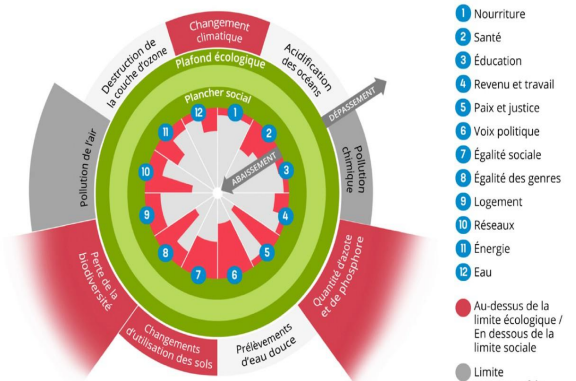 Changement
climatique
Destruction de
la couche d'ozone
Acidification
des océans
Plafond écologique
Plancher social
DÉPASSEMENT
ABAISSEMENT
Pollution de l'air
Pollution
chimique
Perte de la
biodiversité
Quantité d'azote
et de phosphore
Changements
d'utilisation des sols
Prélèvements
d'eau douce
12
1
2
3
4
5
6
7
8
9
10
11
1 Nourriture
2 Santé
3 Éducation
4 Revenu et travail
5 Paix et justice
6 Voix politique
7 Égalité sociale
8 Égalité des genres
9 Logement
10 Réseaux
11 Énergie
12 Eau
Au-dessus de la
limite écologique /
En dessous de la
limite sociale
Limite